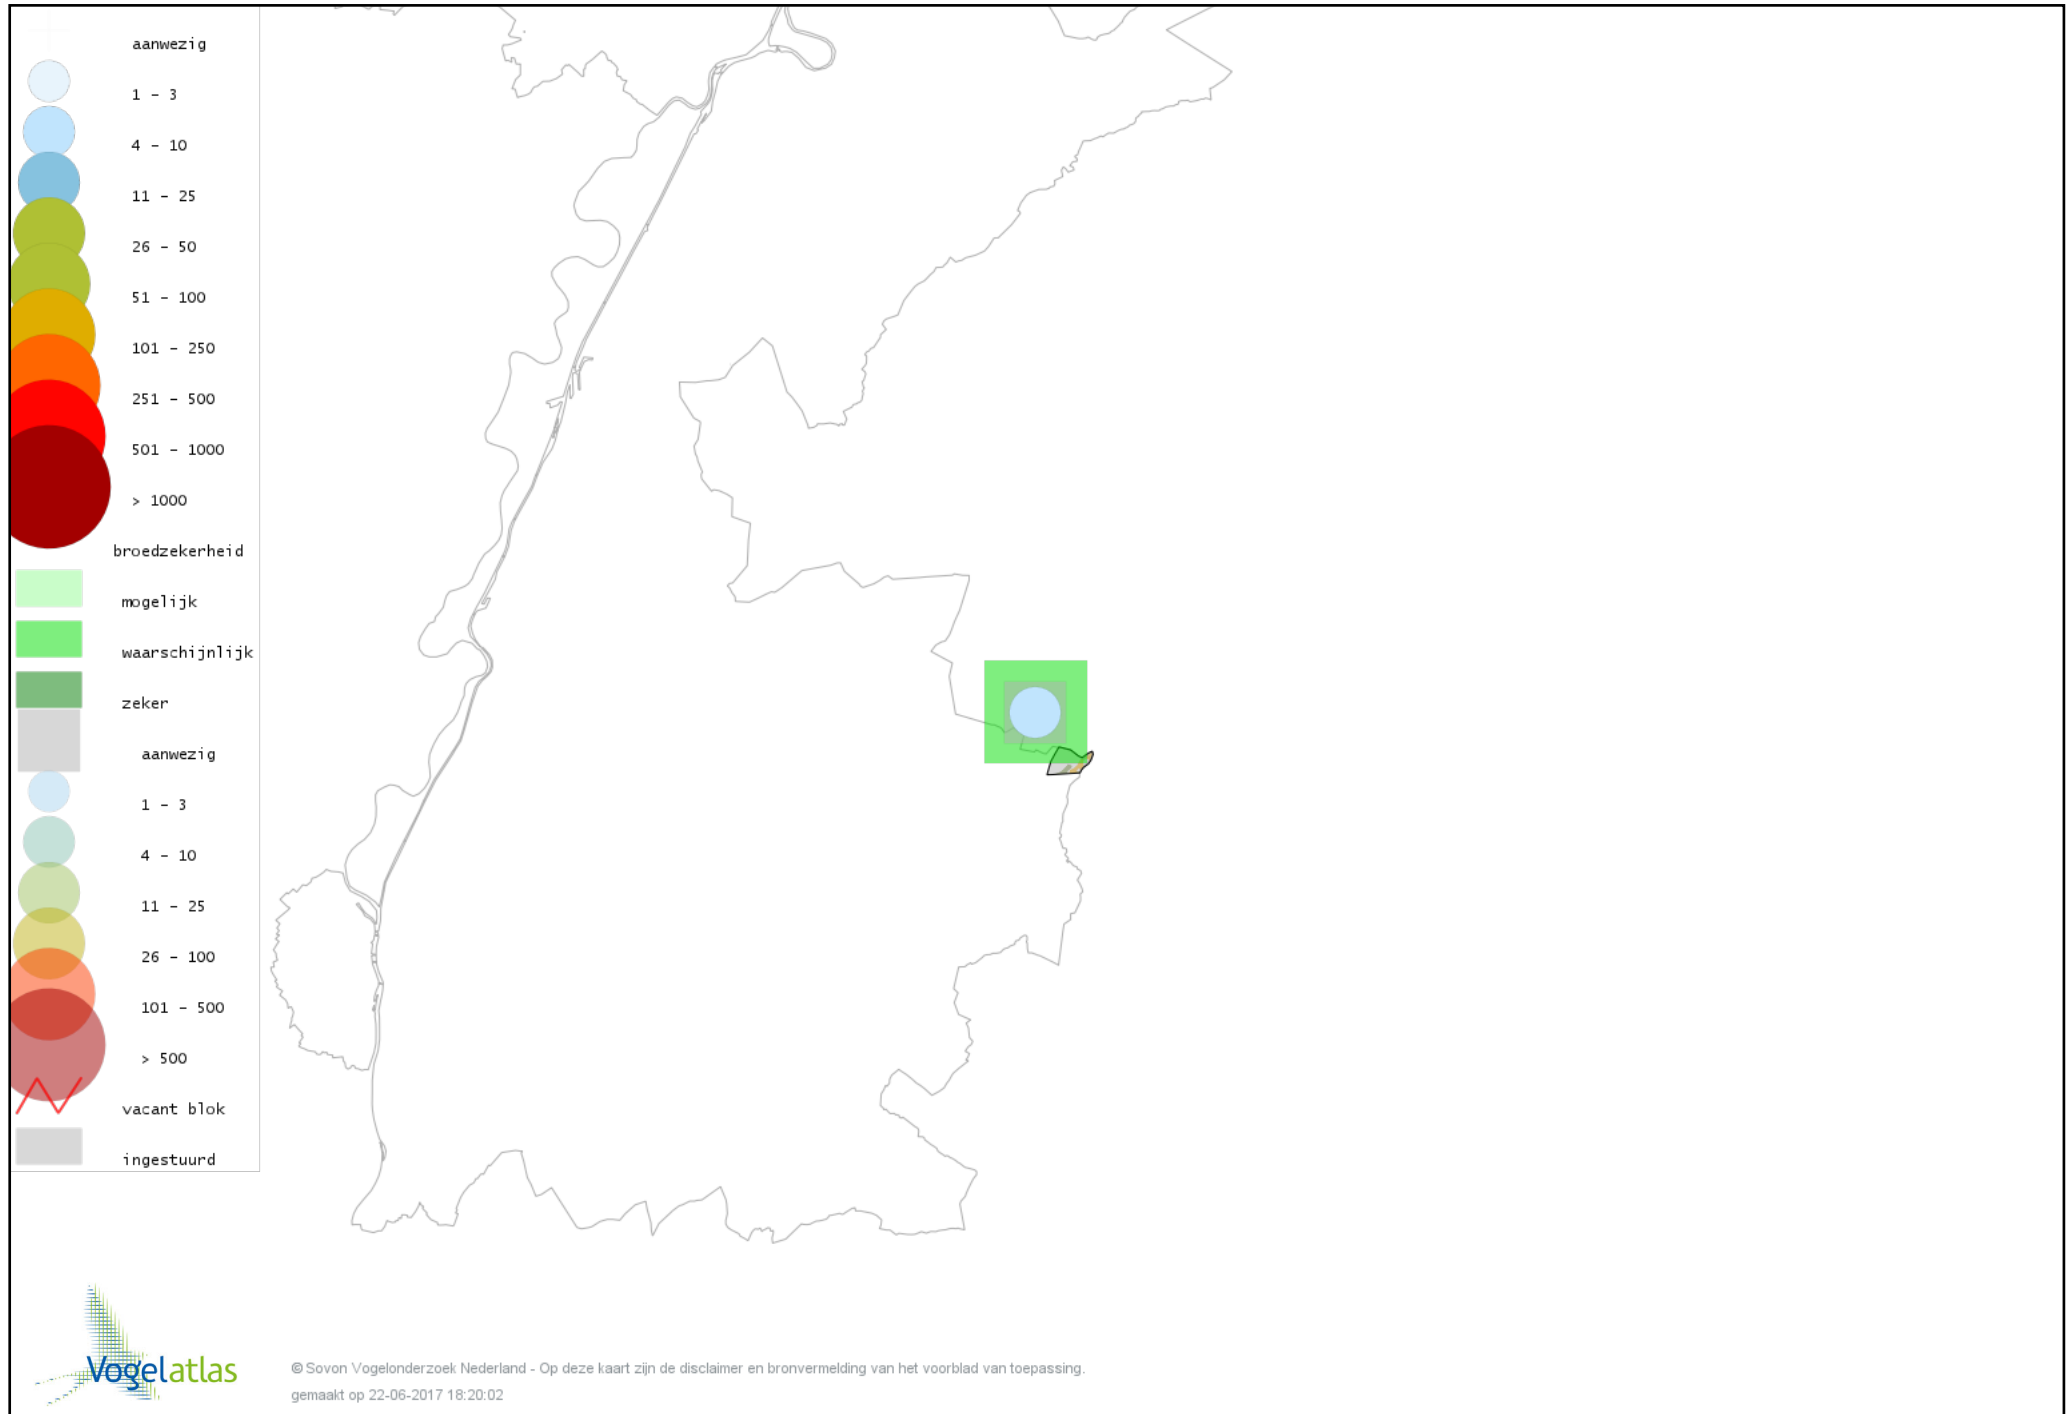 aanwezig
1 - 3
4 - 10
11 - 25
26 - 50
51 - 100
101 - 250
251 - 500
501 - 1000
> 1000
broedzekerheid
mogelijk
waarschijnlijk
zeker
aanwezig
1 - 3
4 - 10
11 - 25
26 - 100
101 - 500
> 500
vacant blok
ingestuurd
Vogelatlas
© Sovon Vogelonderzoek Nederland - Op deze kaart zijn de disclaimer en bronvermelding van het voorblad van toepassing.
gemaakt op 22-06-2017 18:20:02